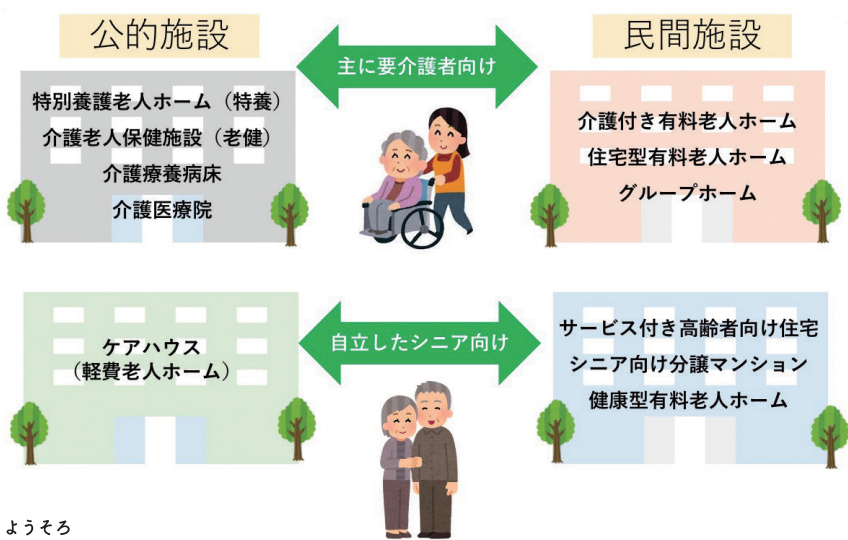 公的施設
主に要介護者向け
民間施設
特別養護老人ホーム（特養）
介護老人保健施設（老健）
介護療養病床
介護医療院
介護付き有料老人ホーム
住宅型有料老人ホーム
グループホーム
ケアハウス
（軽費老人ホーム）
自立したシニア向け
サービス付き高齢者向け住宅
シニア向け分譲マンション
健康型有料老人ホーム
ようそろ